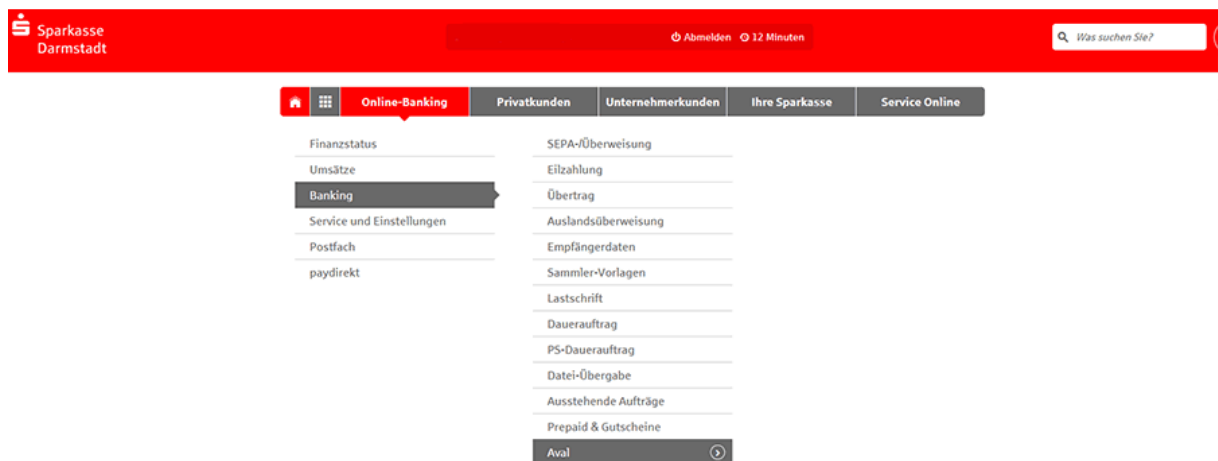 Sparkasse
Darmstadt
Abmelden 12 Minuten
Was suchen Sie?
Online-Banking Privatkunden Unternehmerkunden Ihre Sparkasse Service Online
Finanzstatus
Umsätze
Banking
Service und Einstellungen
Postfach
paydirekt
SEPA-/Überweisung
Eilzahlung
Übertrag
Auslandsüberweisung
Empfängerdaten
Sammler-Vorlagen
Lastschrift
Dauerauftrag
PS-Dauerauftrag
Datei-Übergabe
Ausstehende Aufträge
Prepaid & Gutscheine
Aval